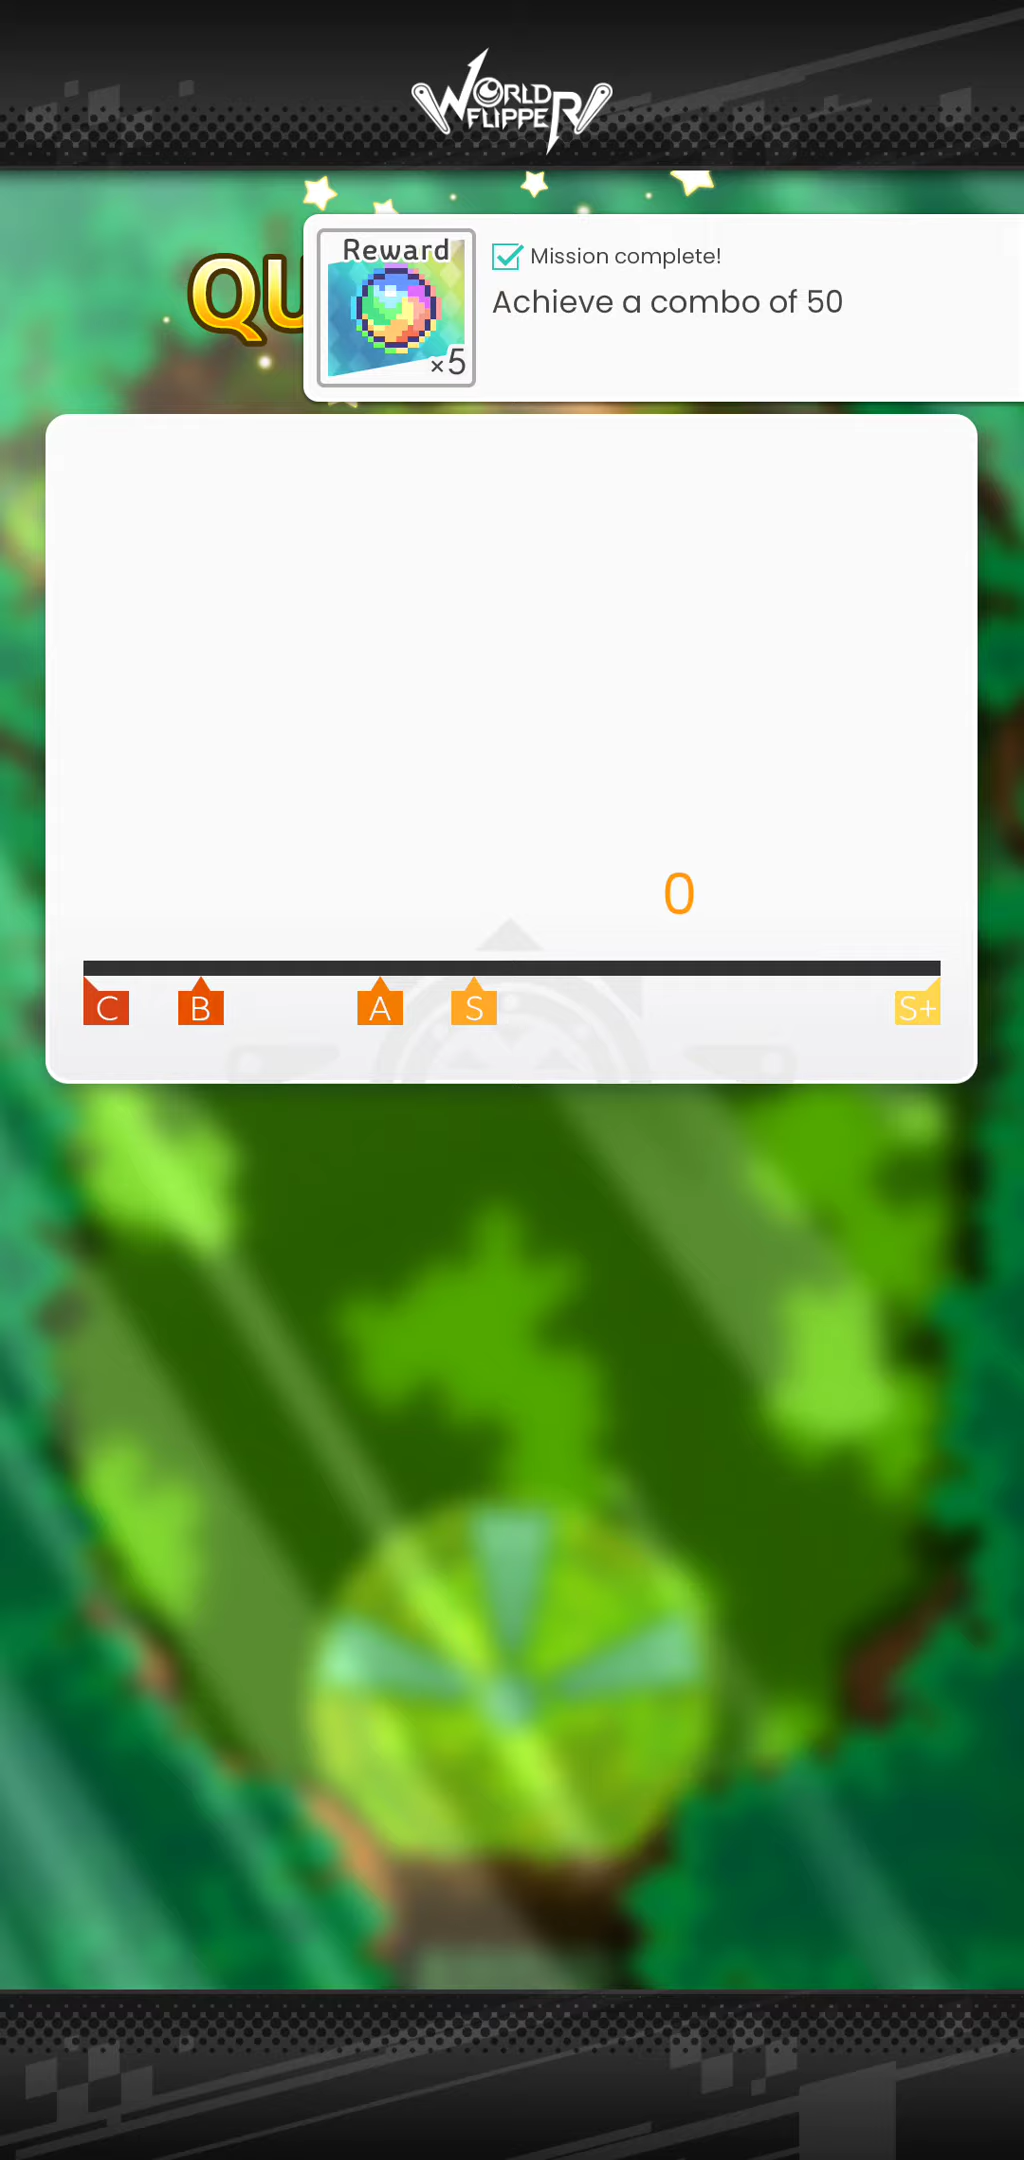 WORLD
FLIPPER
QU
Reward
×5
Mission complete!
Achieve a combo of 50
0
C
B
A
S
S+